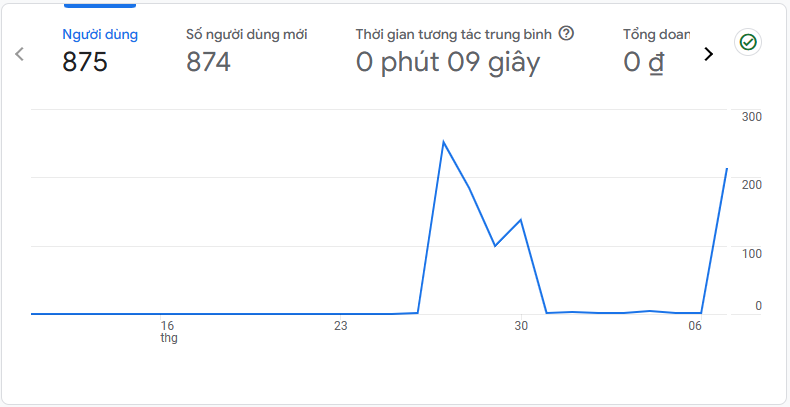 Người dùng
875
Số người dùng mới
874
Thời gian tương tác trung bình
0 phút 09 giây
Tổng doan
0 ₫
300
200
100
0
16
thg
23
30
06